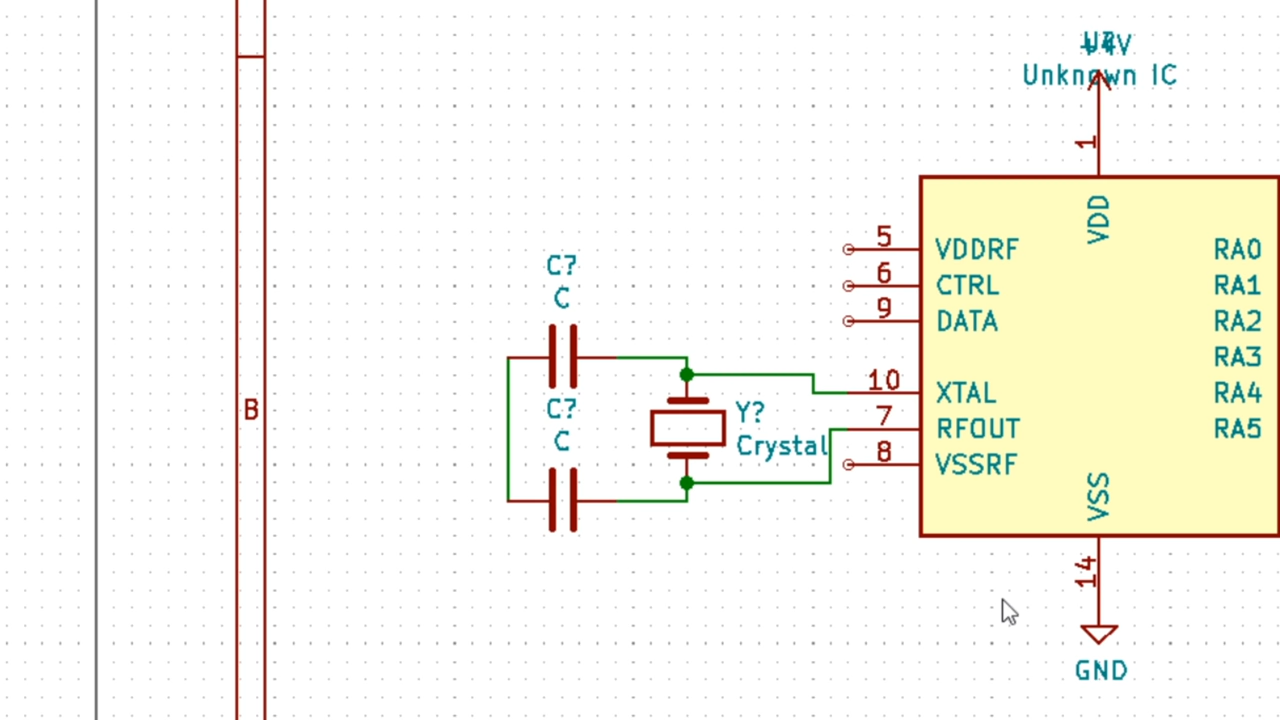 Unknown IC
1
VDD
5
VDDRF
RA0
6
CTRL
RA1
9
DATA
RA2
RA3
10
XTAL
RA4
7
RFOUT
RA5
8
VSSRF
VSS
14
GND
C?
C
C?
C
Y?
Crystal
B